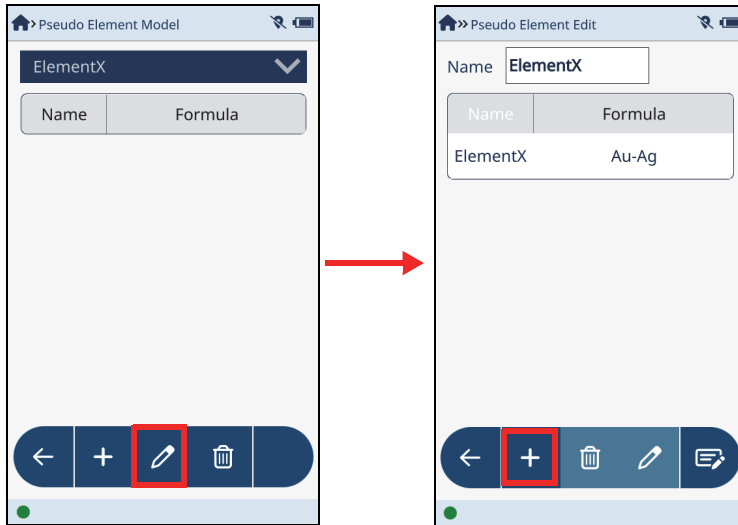 Pseudo Element Model
ElementX
Name Formula
Pseudo Element Edit
Name ElementX
Name Formula
ElementX Au-Ag